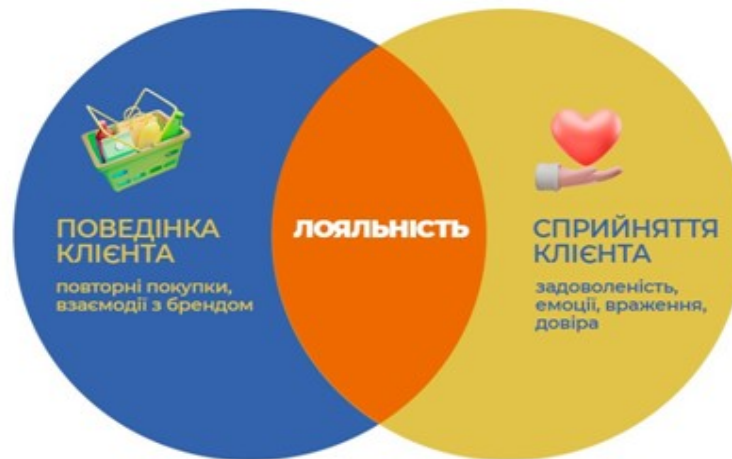 ПОВЕДІНКА
КЛІЄНТА
повторні покупки,
взаємодії з брендом
ЛОЯЛЬНІСТЬ
СПРИЙНЯТТЯ
КЛІЄНТА
задоволеність,
емоції, враження,
довіра